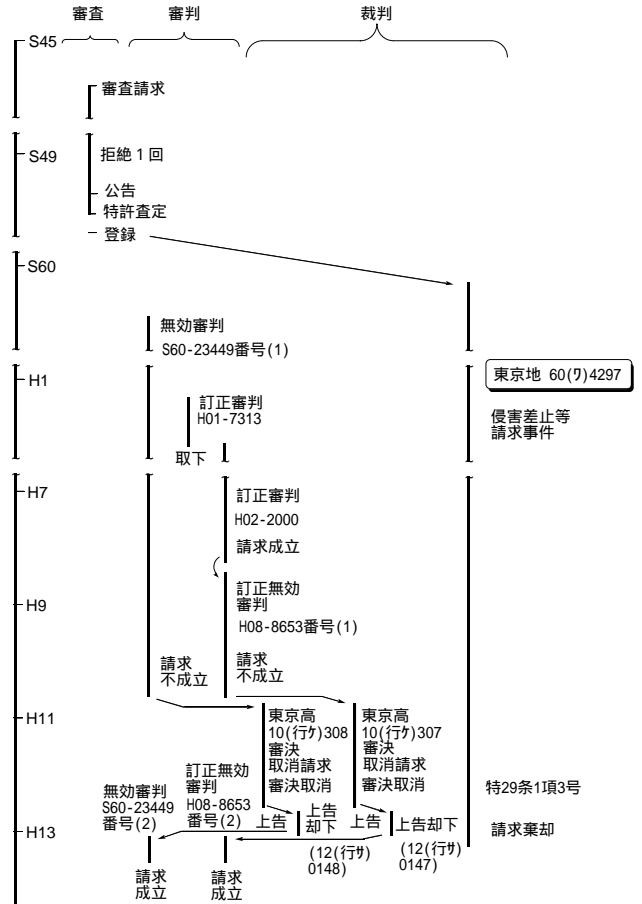 審査
審判
裁判
S45
審査請求
S49
拒絶１回
公告
特許査定
登録
S60
無効審判
S60-23449番号(1)
東京地 60(ワ)4297
H1
訂正審判
H01-7313
侵害差止等
請求事件
取下
H7
訂正審判
H02-2000
請求成立
訂正無効
審判
H9
H08-8653番号(1)
請求
不成立
請求
不成立
H11
東京高
10(行ケ)308
審決
取消請求
審決取消
東京高
10(行ケ)307
審決
取消請求
審決取消
特29条1項3号
無効審判
S60-23449
番号(2)
訂正無効
審判
H08-8653
番号(2)
上告
上告
却下
上告
上告却下
請求棄却
H13
(12(行サ)
0148)
(12(行サ)
0147)
請求
成立
請求
成立